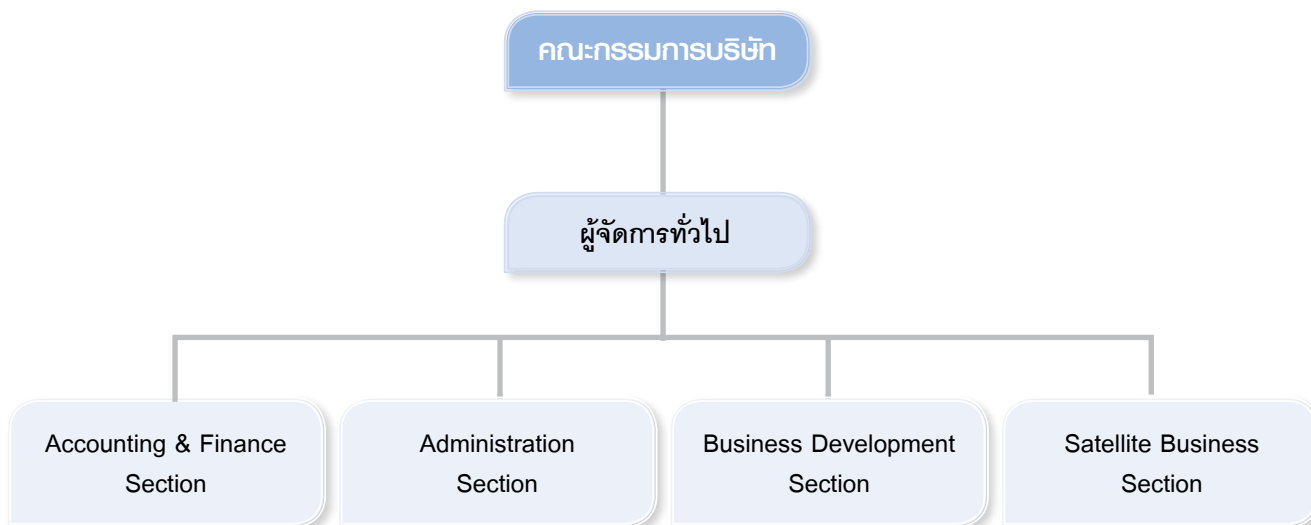 คณะกรรมการบริษัท
ผู้จัดการทั่วไป
Accounting & Finance
Section
Administration
Section
Business Development
Section
Satellite Business
Section